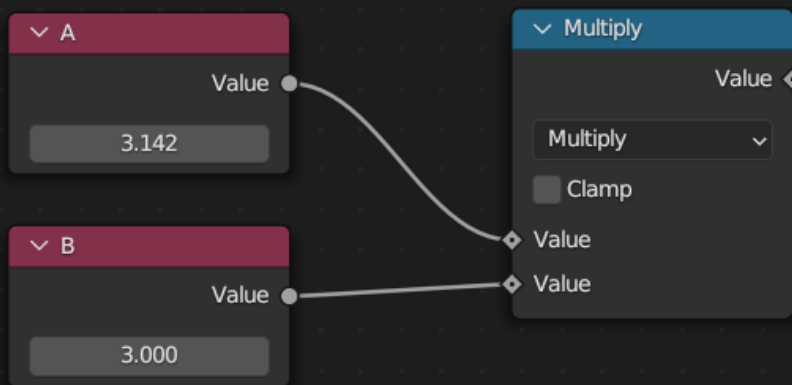 A
Value
3.142
B
Value
3.000
Multiply
Value
Multiply
Clamp
Value
Value